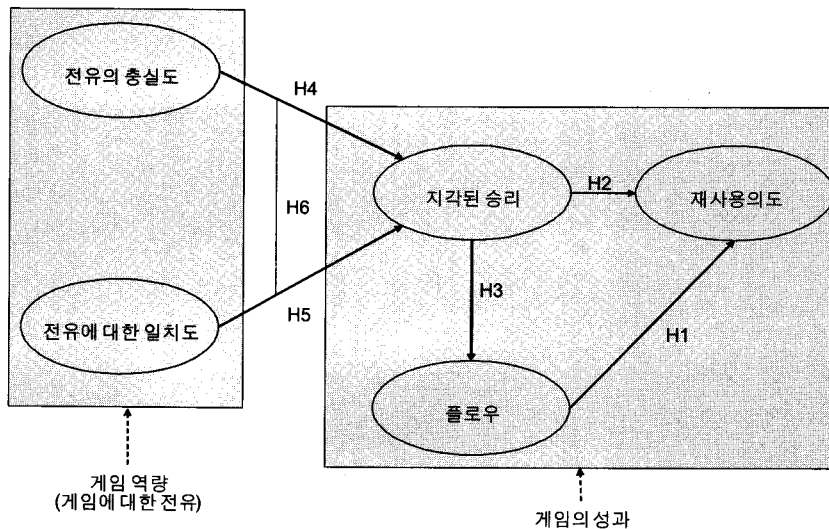 전유의 충실도
H4
지각된 승리
H2
재사용의도
H6
H3
H5
전유에 대한 일치도
H1
플로우
게임 역량
(게임에 대한 전유)
게임의 성과